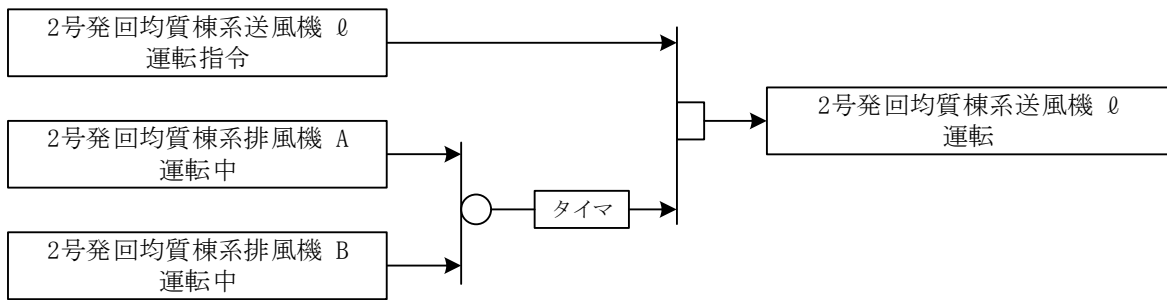 2号発回均質棟系送風機 ℓ
運転指令
2号発回均質棟系排風機 A
運転中
2号発回均質棟系排風機 B
運転中
タイマ
2号発回均質棟系送風機 ℓ
運転